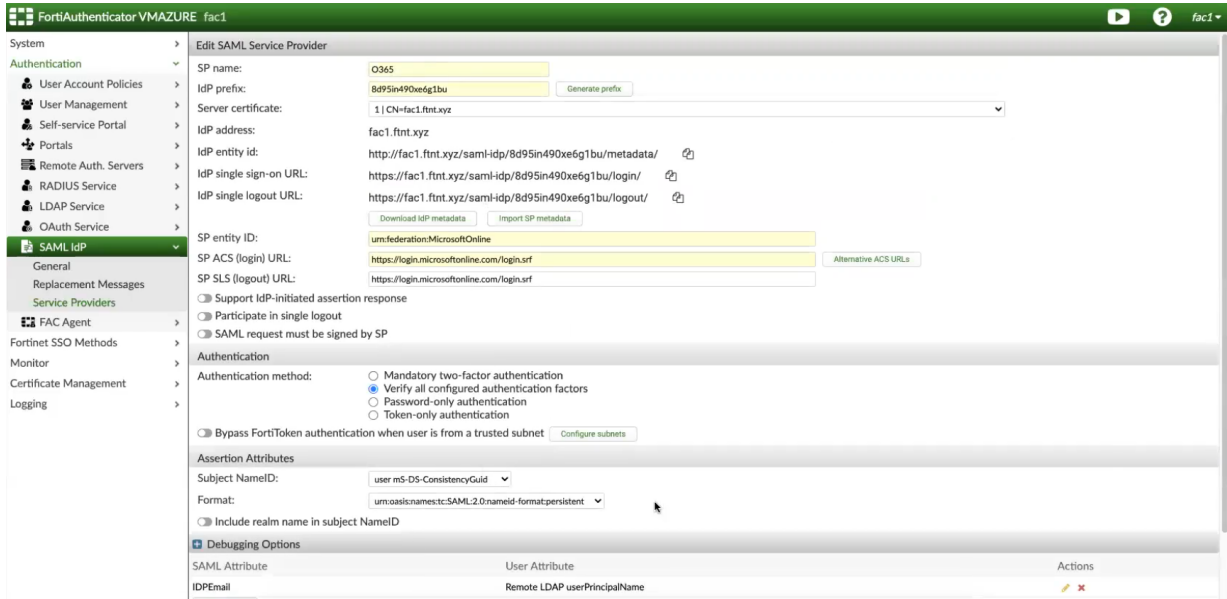 FortiAuthenticator VMAZURE fac1
fac1
System
Authentication
User Account Policies
User Management
Self-service Portal
Portals
Remote Auth. Servers
RADIUS Service
LDAP Service
OAuth Service
SAML IdP
General
Replacement Messages
Service Providers
FAC Agent
Fortinet SSO Methods
Monitor
Certificate Management
Logging
Edit SAML Service Provider
SP name: O365
IdP prefix: 8d95in490xe6g1bu Generate prefix
Server certificate: 1 | CN=fac1.ftnt.xyz
IdP address: fac1.ftnt.xyz
IdP entity id: http://fac1.ftnt.xyz/saml-idp/8d95in490xe6g1bu/metadata/
IdP single sign-on URL: https://fac1.ftnt.xyz/saml-idp/8d95in490xe6g1bu/login/
IdP single logout URL: https://fac1.ftnt.xyz/saml-idp/8d95in490xe6g1bu/logout/
Download IdP metadata Import SP metadata
SP entity ID: urn:federation:MicrosoftOnline
SP ACS (login) URL: https://login.microsoftonline.com/login.srf Alternative ACS URLs
SP SLS (logout) URL: https://login.microsoftonline.com/login.srf
Support IdP-initiated assertion response
Participate in single logout
SAML request must be signed by SP
Authentication
Authentication method: Mandatory two-factor authentication
Verify all configured authentication factors
Password-only authentication
Token-only authentication
Bypass FortiToken authentication when user is from a trusted subnet Configure subnets
Assertion Attributes
Subject NameID: user mS-DS-ConsistencyGuid
Format: urn:oasis:names:tc:SAML:2.0:nameid-format:persistent
Include realm name in subject NameID
Debugging Options
SAML Attribute User Attribute Actions
IDPEmail Remote LDAP userPrincipalName